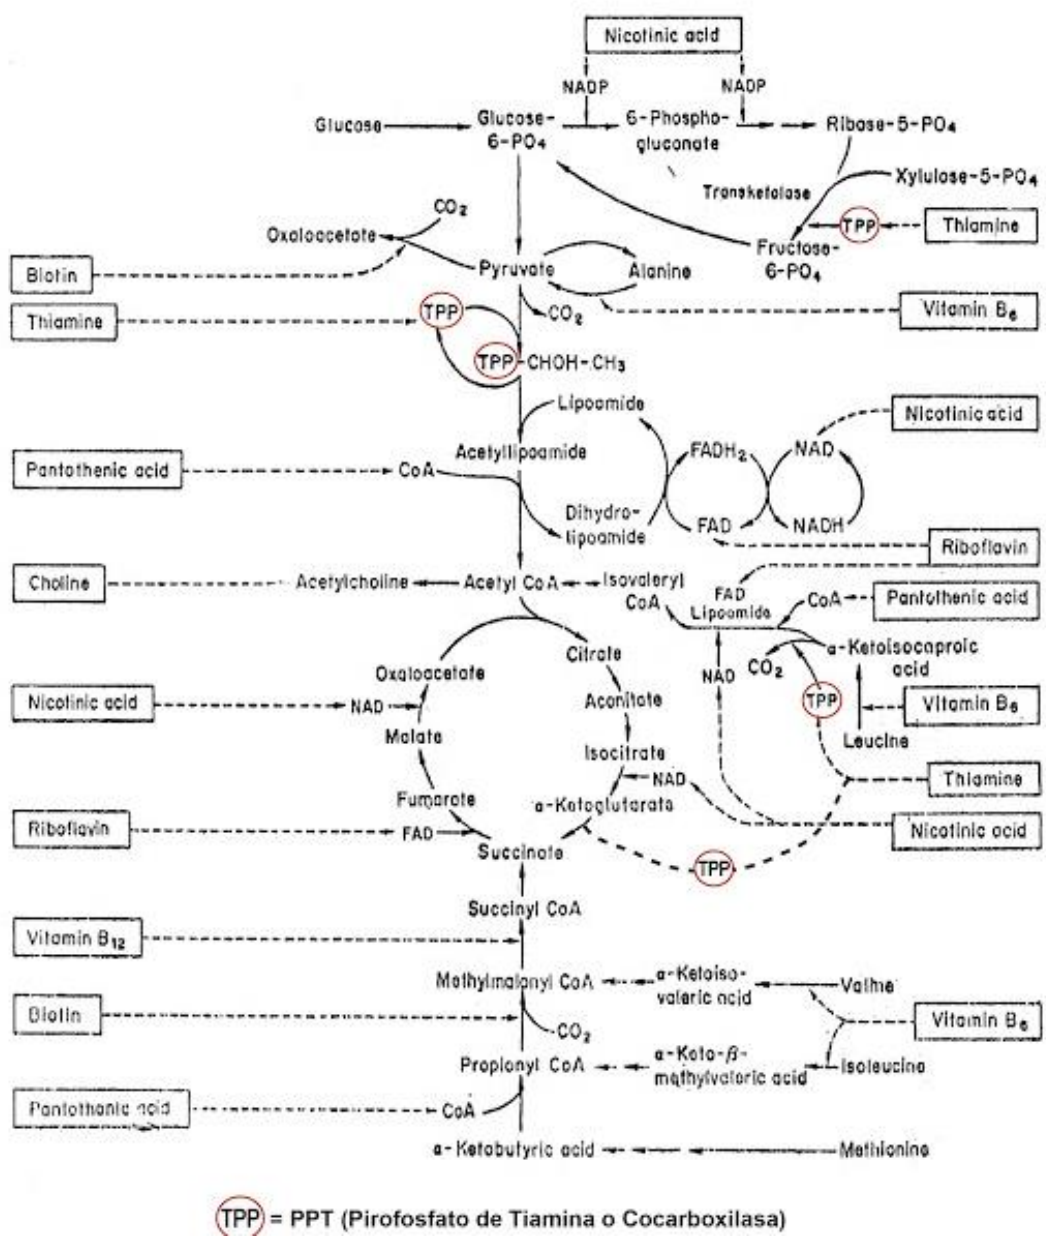 Nicotinic acid
NADP
NADP
Glucose
Glucose-
6-PO₄
6-Phospho-
gluconate
Ribose-5-PO₄
Transketolase
Xylulose-5-PO₄
CO₂
Oxaloacetate
TPP
Thiamine
Fructose-
6-PO₄
Biotin
Pyruvate
Alanine
Thiamine
TPP
CO₂
Vitamin B₆
TPP-CHOH-CH₃
Lipoamide
Nicotinic acid
Acetyllipoamide
FADH₂
NAD
Pantothenic acid
CoA
Dihydro-
lipoamide
FAD
NADH
Riboflavin
Choline
Acetylcholine
Acetyl CoA
Isovaleryl
CoA
FAD
Lipoamide
CoA
Pantothenic acid
Citrate
α-Ketoisocaproic
acid
Oxaloacetate
CO₂
NAD
Nicotinic acid
NAD
Aconitate
TPP
Vitamin B₆
Malate
Isocitrate
Leucine
NAD
Thiamine
Fumarate
α-Ketoglutarate
Riboflavin
FAD
Nicotinic acid
Succinate
TPP
Succinyl CoA
Vitamin B₁₂
Methylmalonyl CoA
α-Ketoiso-
valeric acid
Valine
Biotin
CO₂
Vitamin B₆
Propionyl CoA
α-Keto-β-
methylvaleric acid
Isoleucine
Pantothenic acid
CoA
α-Ketobutyric acid
Methionine
TPP = PPT (Pirofosfato de Tiamina o Cocarboxilasa)